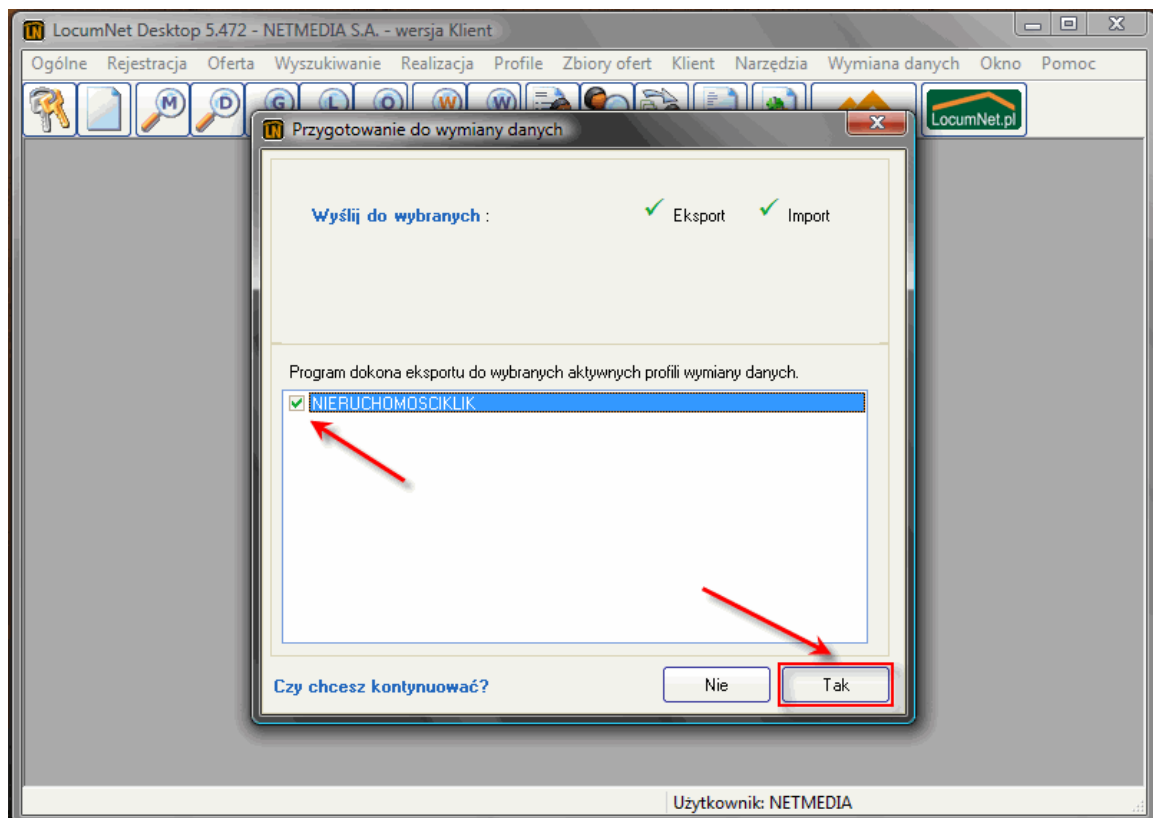 LocumNet Desktop 5.472 - NETMEDIA S.A. - wersja Klient
Ogólne Rejestracja Oferta Wyszukiwanie Realizacja Profile Zbiory ofert Klient Narzędzia Wymiana danych Okno Pomoc
M D G L O W W LocumNet.pl
Przygotowanie do wymiany danych
Wyślij do wybranych : Eksport Import
Program dokona eksportu do wybranych aktywnych profili wymiany danych.
NIERUCHOMOSCIKLIK
Czy chcesz kontynuować? Nie Tak
Użytkownik: NETMEDIA